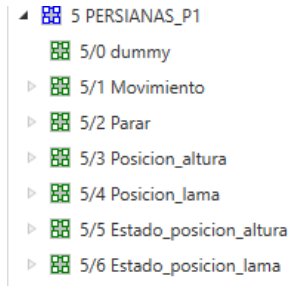 5 PERSIANAS_P1
5/0 dummy
5/1 Movimiento
5/2 Parar
5/3 Posicion_altura
5/4 Posicion_lama
5/5 Estado_posicion_altura
5/6 Estado_posicion_lama